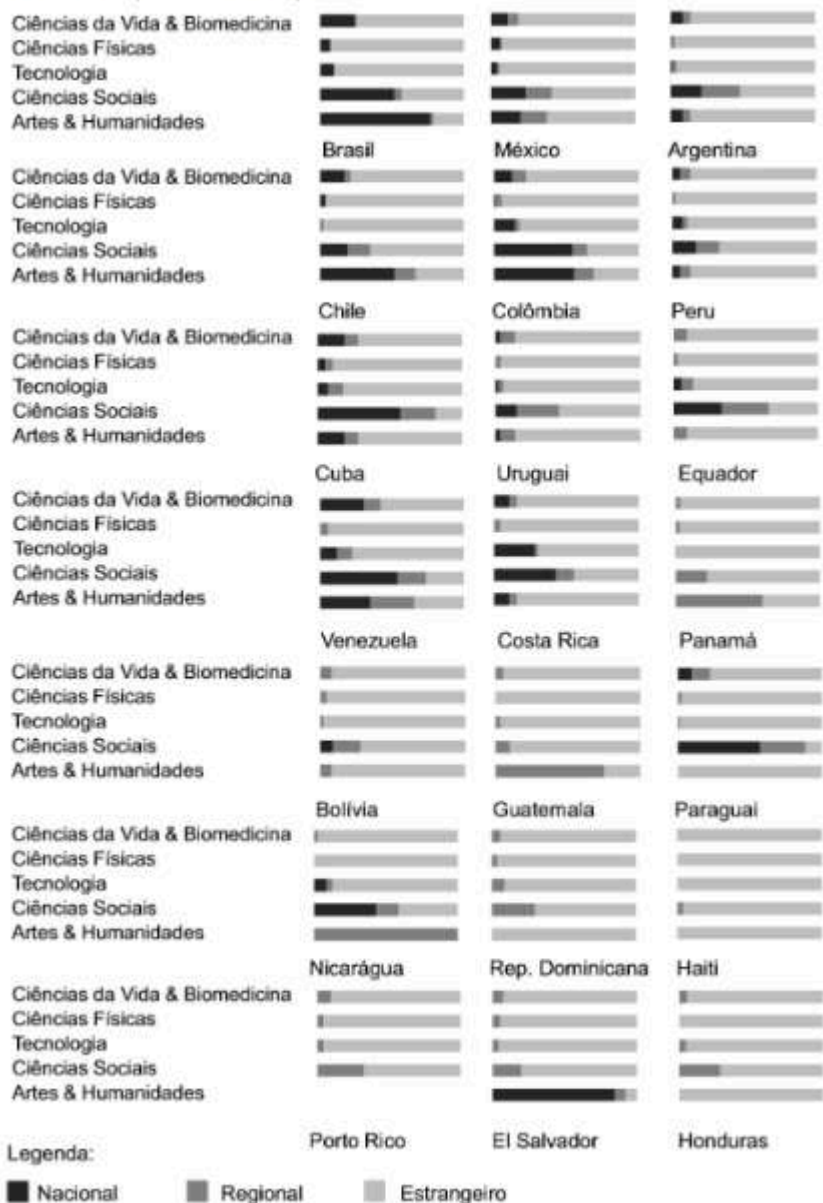 Ciências da Vida & Biomedicina
Ciências Físicas
Tecnologia
Ciências Sociais
Artes & Humanidades
Brasil México Argentina
Ciências da Vida & Biomedicina
Ciências Físicas
Tecnologia
Ciências Sociais
Artes & Humanidades
Chile Colômbia Peru
Ciências da Vida & Biomedicina
Ciências Físicas
Tecnologia
Ciências Sociais
Artes & Humanidades
Cuba Uruguai Equador
Ciências da Vida & Biomedicina
Ciências Físicas
Tecnologia
Ciências Sociais
Artes & Humanidades
Venezuela Costa Rica Panamá
Ciências da Vida & Biomedicina
Ciências Físicas
Tecnologia
Ciências Sociais
Artes & Humanidades
Bolívia Guatemala Paraguai
Ciências da Vida & Biomedicina
Ciências Físicas
Tecnologia
Ciências Sociais
Artes & Humanidades
Nicarágua Rep. Dominicana Haiti
Ciências da Vida & Biomedicina
Ciências Físicas
Tecnologia
Ciências Sociais
Artes & Humanidades
Porto Rico El Salvador Honduras
Legenda:
Nacional Regional Estrangeiro